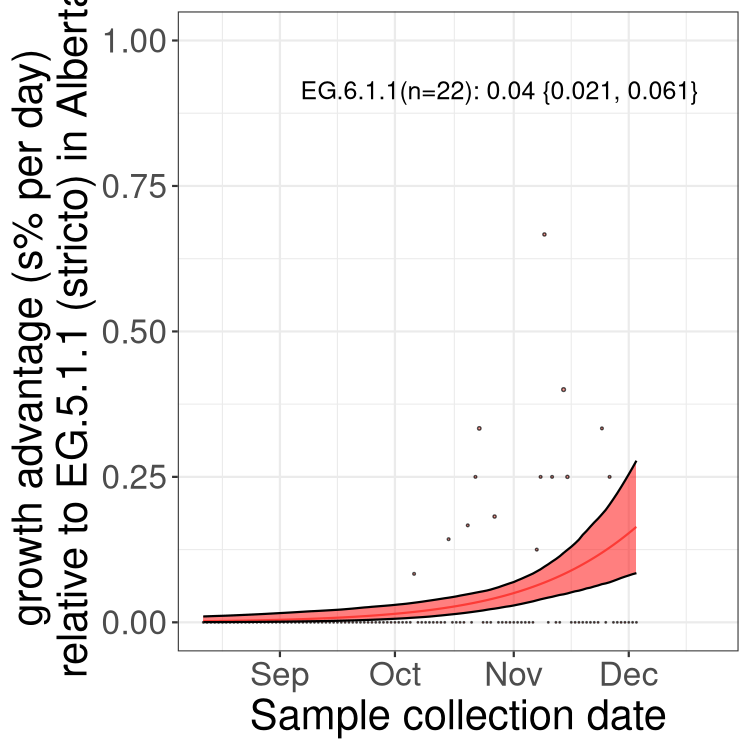 growth advantage (s% per day)
relative to EG.5.1.1 (stricto) in Alberta
1.00
0.75
0.50
0.25
0.00
EG.6.1.1(n=22): 0.04 {0.021, 0.061}
Sep Oct Nov Dec
Sample collection date